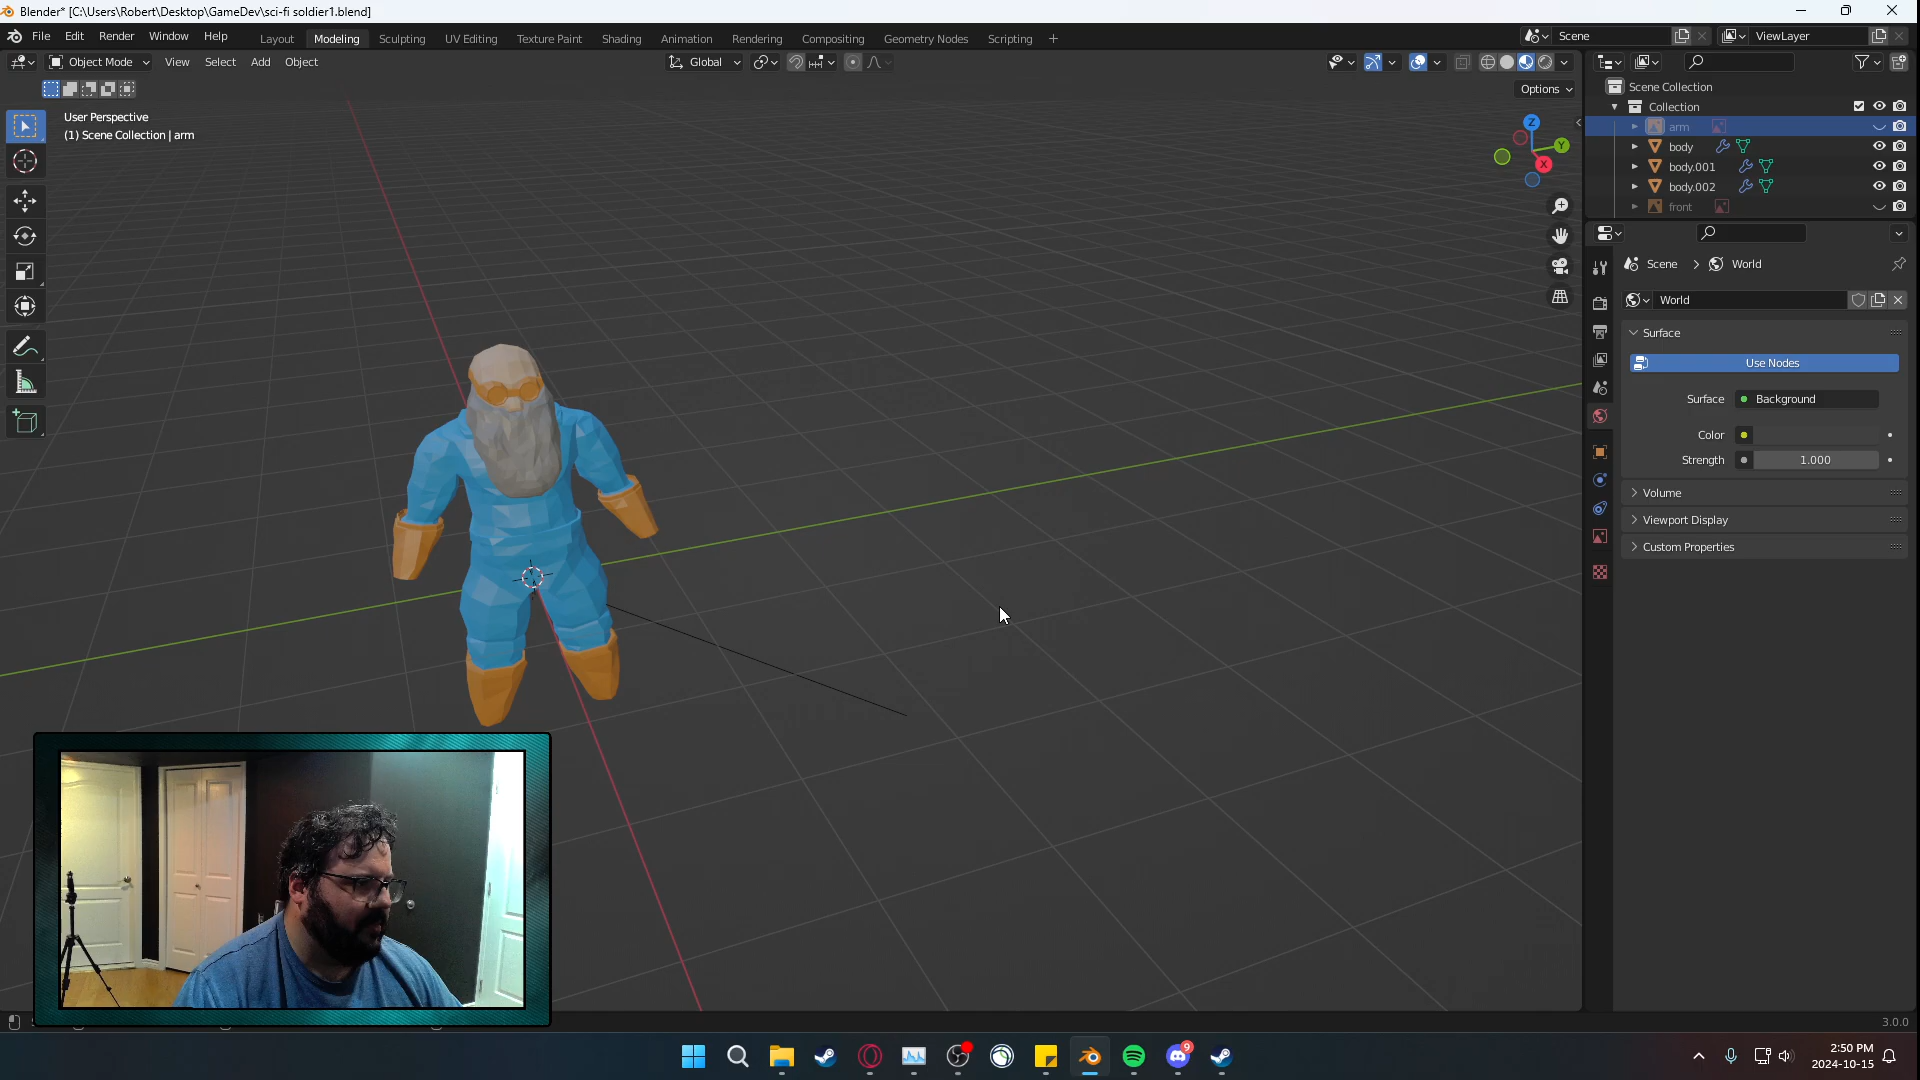 Blender* [C:\Users\Robert\Desktop\GameDev\sci-fi soldier1.blend]
File Edit Render Window Help
Layout Modeling Sculpting UV Editing Texture Paint Shading Animation Rendering Compositing Geometry Nodes Scripting +
Scene
ViewLayer
Object Mode View Select Add Object
Global
Options
User Perspective
(1) Scene Collection | arm
Z
Y
X
Scene Collection
Collection
arm
body
body.001
body.002
front
Scene > World
World
Surface
Use Nodes
Surface Background
Color
Strength 1.000
Volume
Viewport Display
Custom Properties
3.0.0
9
2:50 PM
2024-10-15